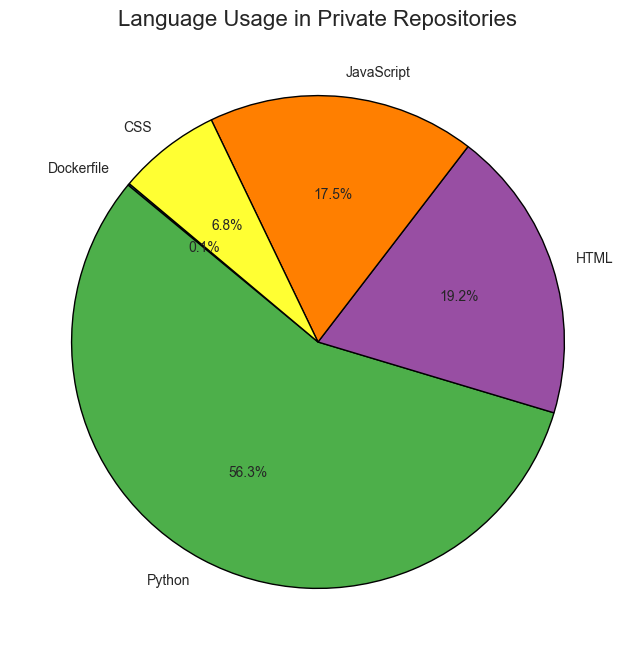 Language Usage in Private Repositories
JavaScript
CSS
Dockerfile
17.5%
6.8%
0.1%
HTML
19.2%
56.3%
Python